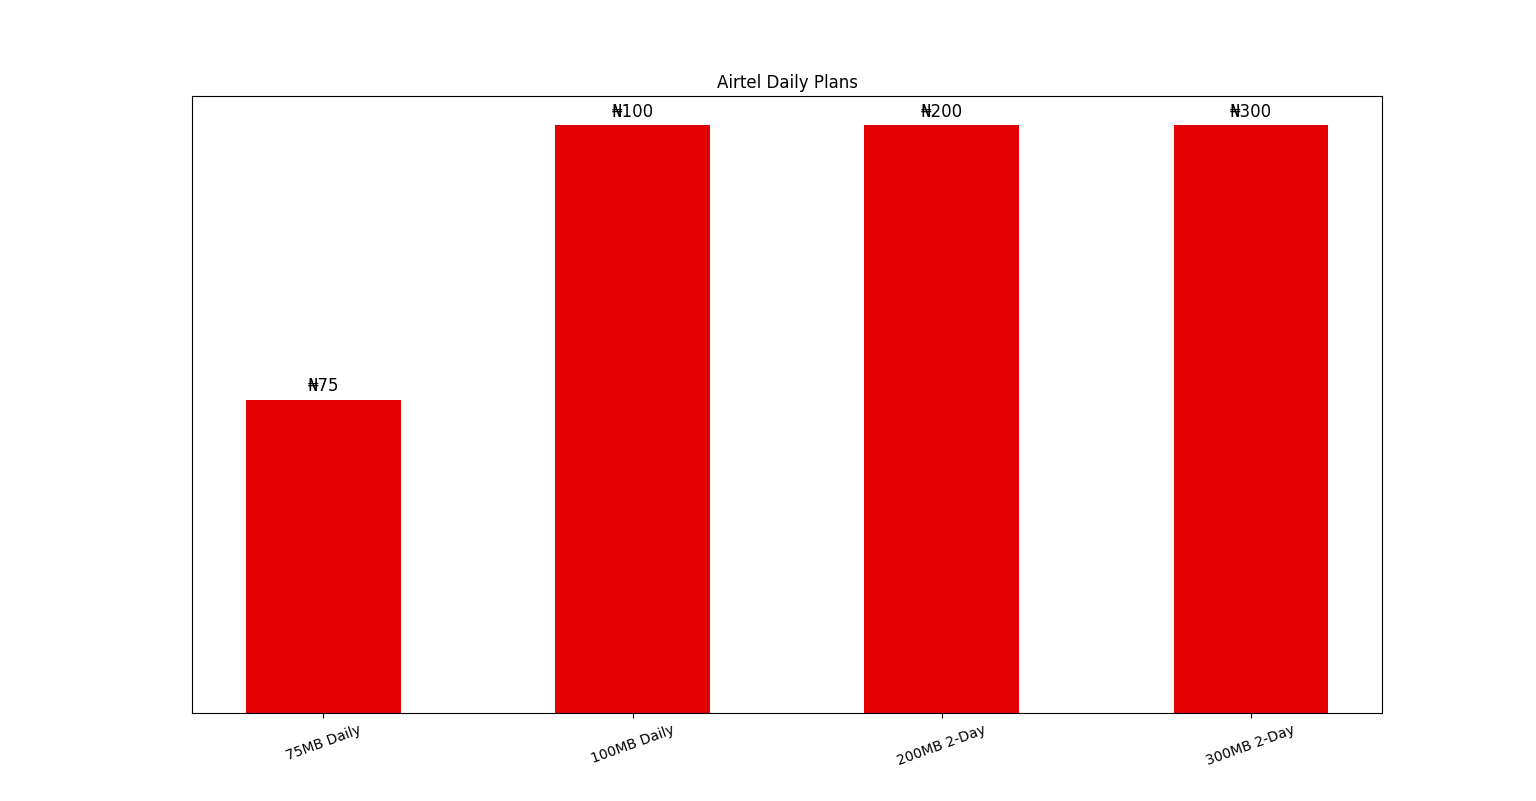 Airtel Daily Plans
₦100
₦200
₦300
₦75
75MB Daily
100MB Daily
200MB 2-Day
300MB 2-Day